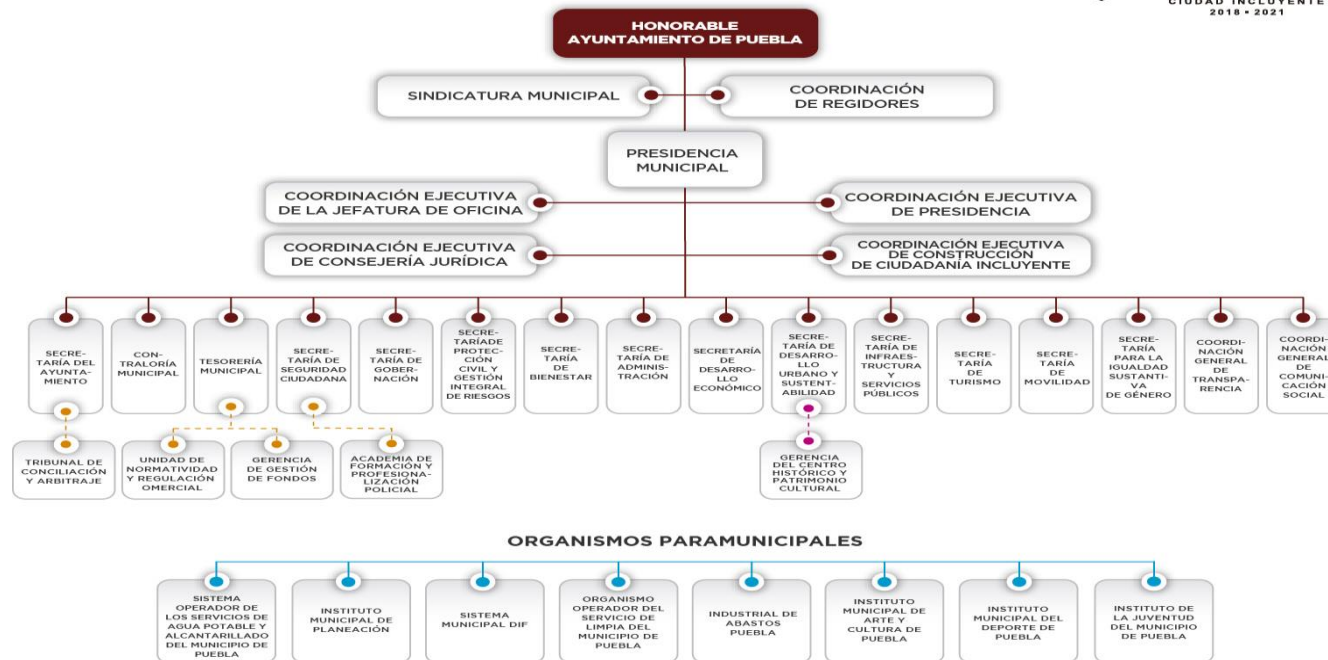 CIUDAD INCLUYENTE
2018 • 2021
HONORABLE
AYUNTAMIENTO DE PUEBLA
SINDICATURA MUNICIPAL
COORDINACIÓN
DE REGIDORES
PRESIDENCIA
MUNICIPAL
COORDINACIÓN EJECUTIVA
DE LA JEFATURA DE OFICINA
COORDINACIÓN EJECUTIVA
DE PRESIDENCIA
COORDINACIÓN EJECUTIVA
DE CONSEJERÍA JURÍDICA
COORDINACIÓN EJECUTIVA
DE CONSTRUCCIÓN
DE CIUDADANÍA INCLUYENTE
SECRE-
TARÍA DEL
AYUNTA-
MIENTO
CON-
TRALORÍA
MUNICIPAL
TESORERÍA
MUNICIPAL
SECRE-
TARÍA DE
SEGURIDAD
CIUDADANA
SECRE-
TARÍA DE
GOBER-
NACIÓN
SECRE-
TARÍADE
PROTEC-
CIÓN
CIVIL Y
GESTIÓN
INTEGRAL
DE RIESGOS
SECRE-
TARÍA
DE
BIENESTAR
SECRE-
TARÍA DE
ADMINIS-
TRACIÓN
SECRETARÍA
DE
DESARRO-
LLO
ECONÓMICO
SECRE-
TARÍA DE
DESARRO-
LLO
URBANO Y
SUSTENT-
ABILIDAD
SECRE-
TARÍA DE
INFRAES-
TRUCTURA
Y
SERVICIOS
PÚBLICOS
SECRE-
TARÍA
DE
TURISMO
SECRE-
TARÍA
DE
MOVILIDAD
SECRE-
TARÍA
PARA LA
IGUALDAD
SUSTANTI-
VA
DE GÉNERO
COORDI-
NACIÓN
GENERAL
DE
TRANSPA-
RENCIA
COORDI-
NACIÓN
GENERAL
DE
COMUNI-
CACIÓN
SOCIAL
TRIBUNAL DE
CONCILIACIÓN
Y ARBITRAJE
UNIDAD DE
NORMATIVIDAD
Y REGULACIÓN
OMERCIAL
GERENCIA
DE GESTIÓN
DE FONDOS
ACADEMIA DE
FORMACIÓN Y
PROFESIONA-
LIZACIÓN
POLICIAL
GERENCIA
DEL CENTRO
HISTÓRICO Y
PATRIMONIO
CULTURAL
ORGANISMOS PARAMUNICIPALES
SISTEMA
OPERADOR DE
LOS SERVICIOS DE
AGUA POTABLE Y
ALCANTARILLADO
DEL MUNICIPIO DE
PUEBLA
INSTITUTO
MUNICIPAL DE
PLANEACIÓN
SISTEMA
MUNICIPAL DIF
ORGANISMO
OPERADOR DEL
SERVICIO DE
LIMPIA DEL
MUNICIPIO DE
PUEBLA
INDUSTRIAL DE
ABASTOS
PUEBLA
INSTITUTO
MUNICIPAL DE
ARTE Y
CULTURA DE
PUEBLA
INSTITUTO
MUNICIPAL DEL
DEPORTE DE
PUEBLA
INSTITUTO DE
LA JUVENTUD
DEL MUNICIPIO
DE PUEBLA